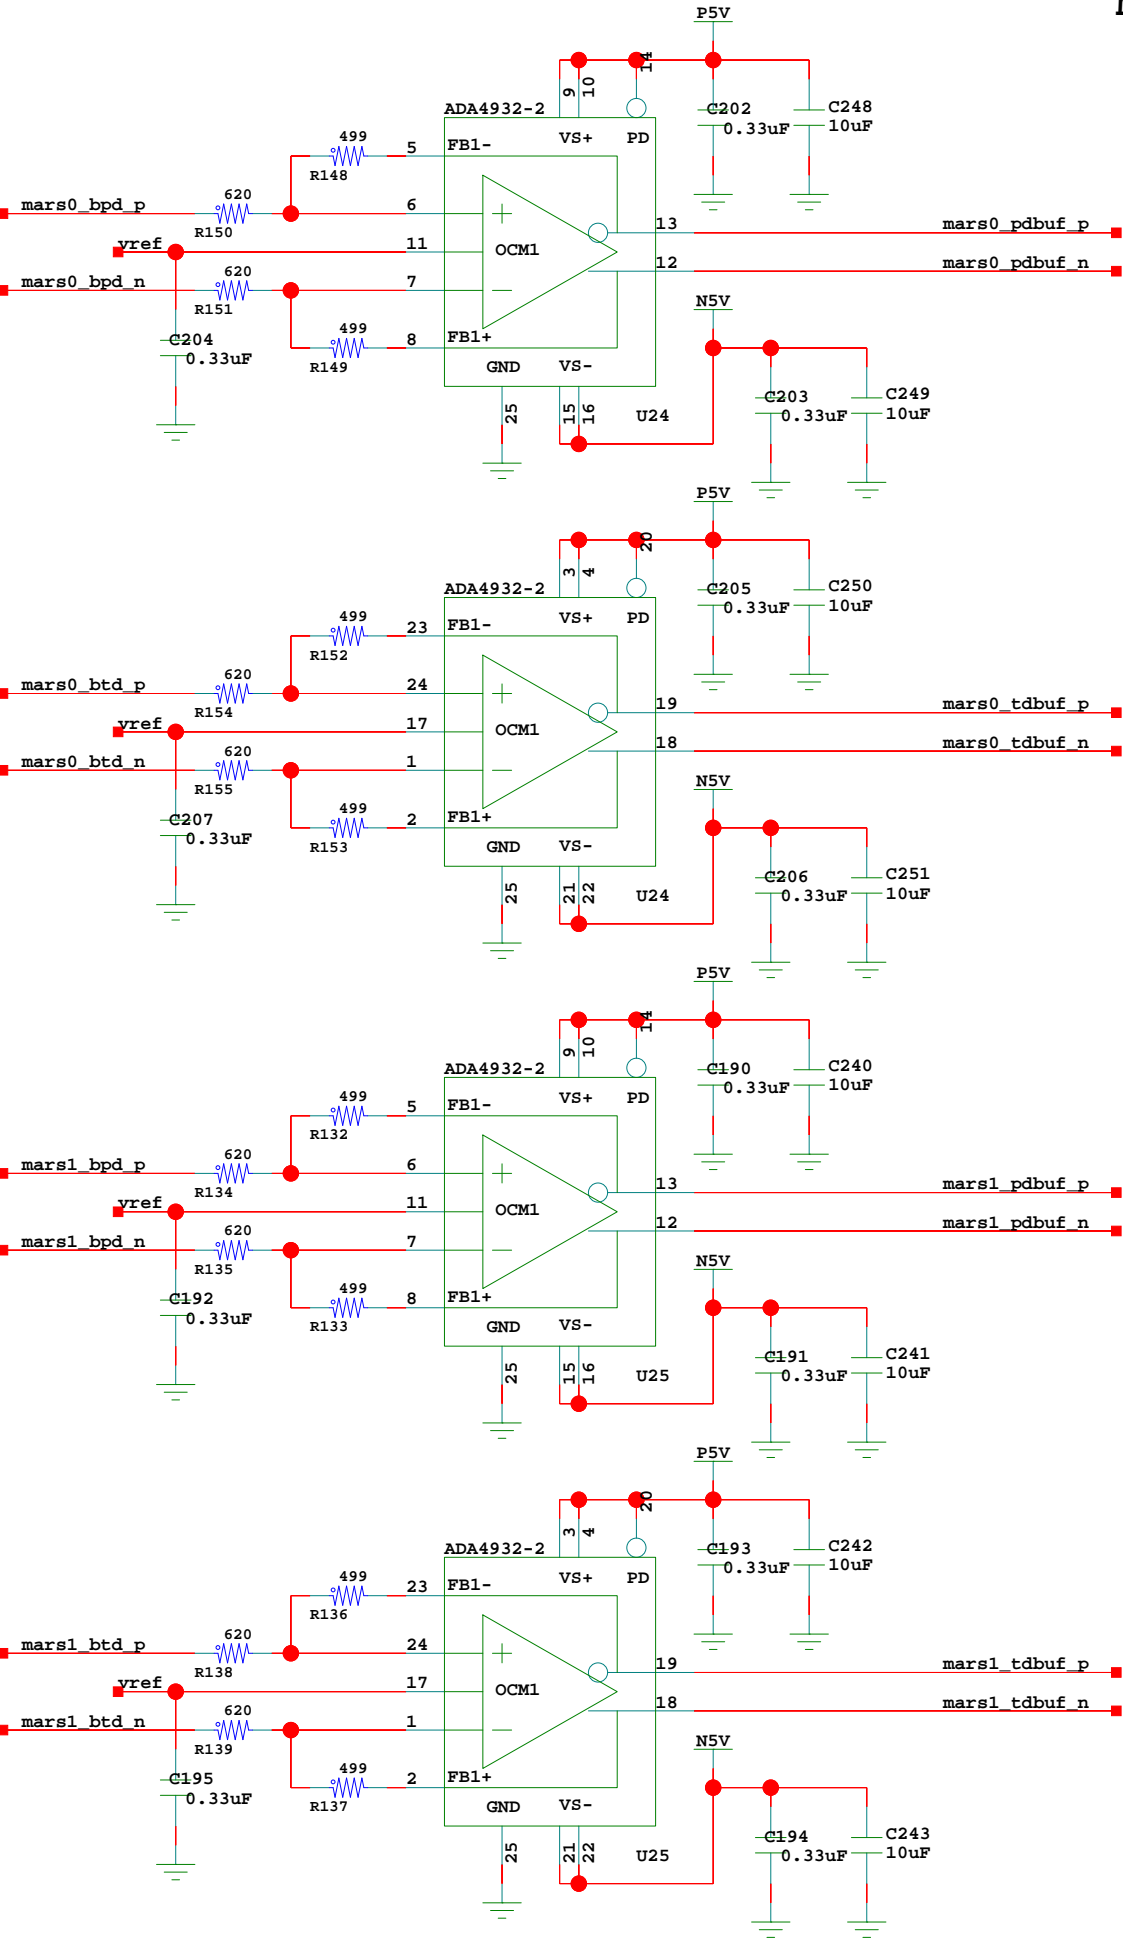 P5V
14
9
10
ADA4932-2
C202
0.33uF
C248
10uF
VS+
PD
499
R148
5
FB1-
mars0_bpd_p
620
R150
6
13
mars0_pdbuf_p
vref
11
OCM1
12
mars0_pdbuf_n
mars0_bpd_n
620
R151
7
N5V
C204
0.33uF
499
R149
8
FB1+
GND
VS-
C203
0.33uF
C249
10uF
25
15
16
U24
P5V
20
3
4
ADA4932-2
C205
0.33uF
C250
10uF
VS+
PD
499
R152
23
FB1-
mars0_btd_p
620
R154
24
19
mars0_tdbuf_p
vref
17
OCM1
18
mars0_tdbuf_n
mars0_btd_n
620
R155
1
N5V
C207
0.33uF
499
R153
2
FB1+
GND
VS-
C206
0.33uF
C251
10uF
25
21
22
U24
P5V
14
9
10
ADA4932-2
C190
0.33uF
C240
10uF
VS+
PD
499
R132
5
FB1-
mars1_bpd_p
620
R134
6
13
mars1_pdbuf_p
vref
11
OCM1
12
mars1_pdbuf_n
mars1_bpd_n
620
R135
7
N5V
C192
0.33uF
499
R133
8
FB1+
GND
VS-
C191
0.33uF
C241
10uF
25
15
16
U25
P5V
20
3
4
ADA4932-2
C193
0.33uF
C242
10uF
VS+
PD
499
R136
23
FB1-
mars1_btd_p
620
R138
24
19
mars1_tdbuf_p
vref
17
OCM1
18
mars1_tdbuf_n
mars1_btd_n
620
R139
1
N5V
C195
0.33uF
499
R137
2
FB1+
GND
VS-
C194
0.33uF
C243
10uF
25
21
22
U25